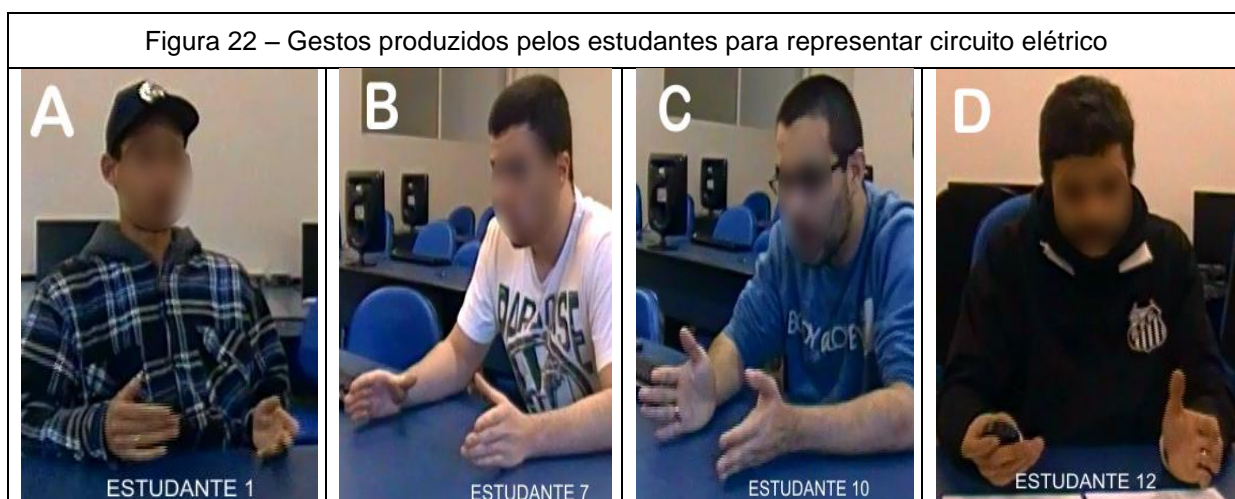 Figura 22 – Gestos produzidos pelos estudantes para representar circuito elétrico
A
B
C
D
ESTUDANTE 1
ESTUDANTE 7
ESTUDANTE 10
ESTUDANTE 12